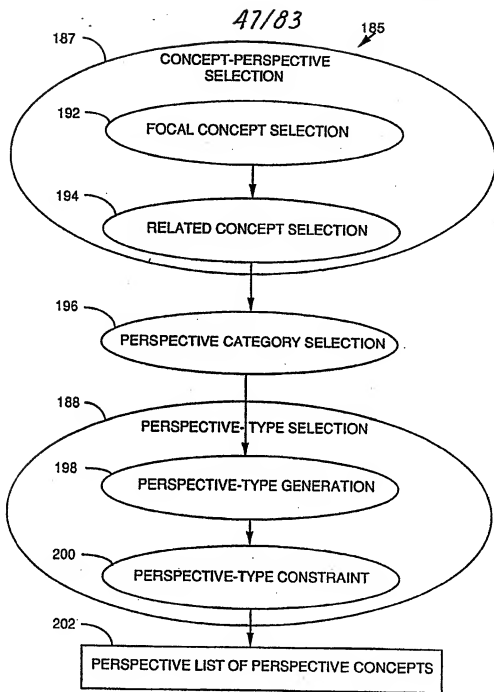 47/83
185
187
CONCEPT-PERSPECTIVE
SELECTION
192
FOCAL CONCEPT SELECTION
194
RELATED CONCEPT SELECTION
196
PERSPECTIVE CATEGORY SELECTION
188
PERSPECTIVE-TYPE SELECTION
198
PERSPECTIVE-TYPE GENERATION
200
PERSPECTIVE-TYPE CONSTRAINT
202
PERSPECTIVE LIST OF PERSPECTIVE CONCEPTS